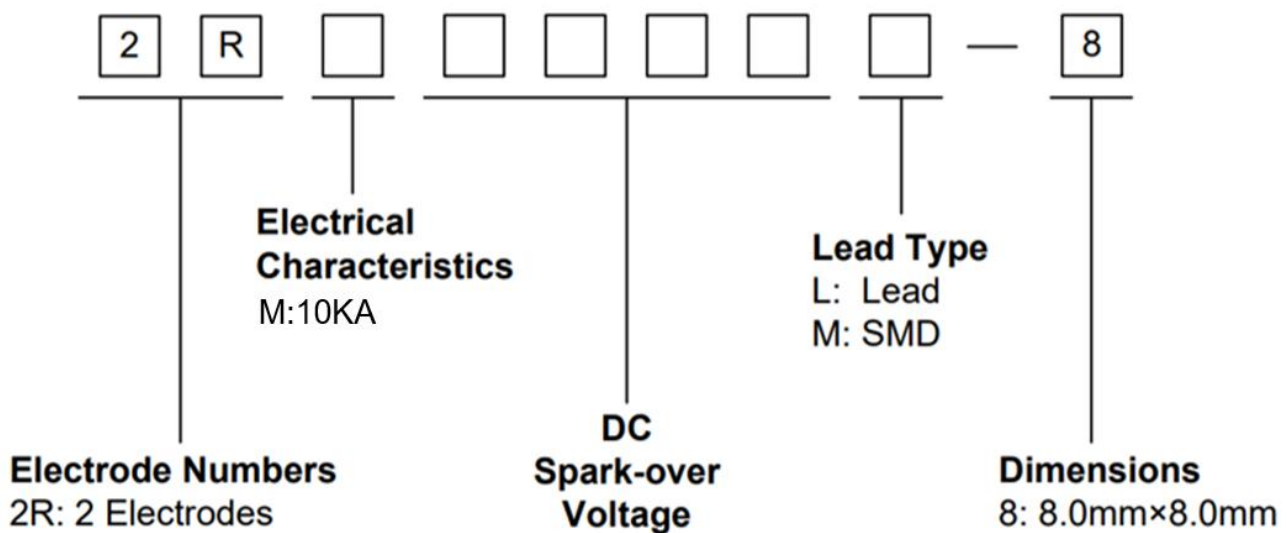 2 R — 8
Electrical
Characteristics
M:10KA
Lead Type
L: Lead
M: SMD
DC
Spark-over
Voltage
Electrode Numbers
2R: 2 Electrodes
Dimensions
8: 8.0mm×8.0mm